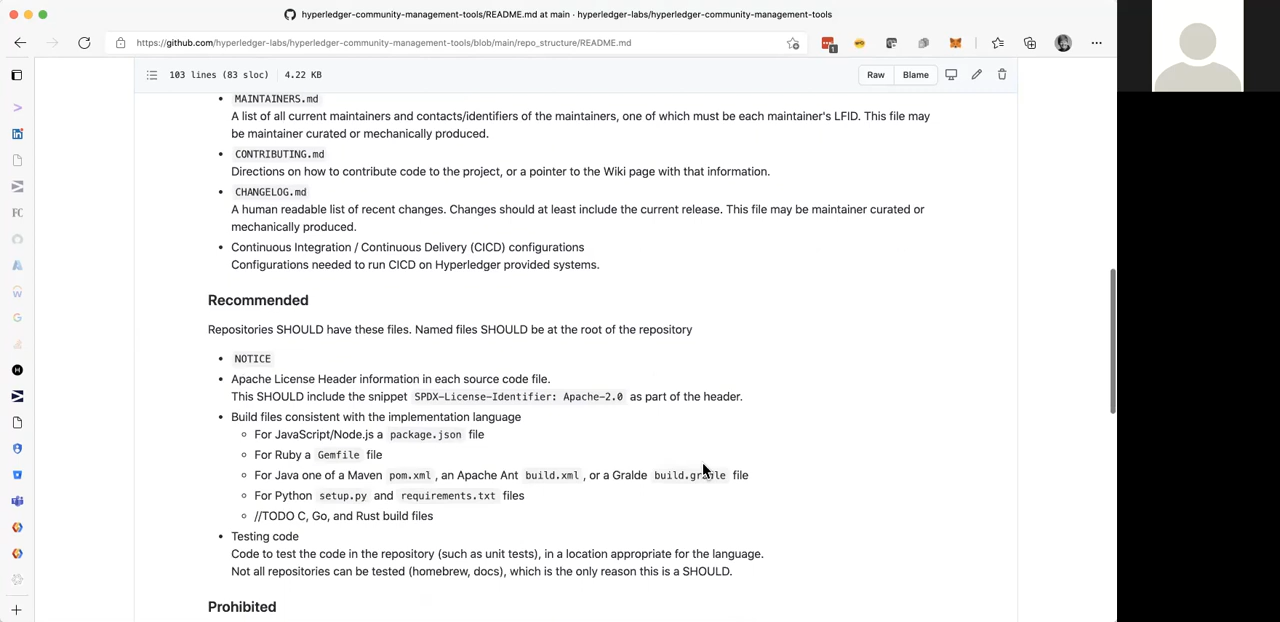 hyperledger-community-management-tools/README.md at main · hyperledger-labs/hyperledger-community-management-tools
https://github.com/hyperledger-labs/hyperledger-community-management-tools/blob/main/repo_structure/README.md
103 lines (83 sloc) 4.22 KB
Raw Blame
MAINTAINERS.md
A list of all current maintainers and contacts/identifiers of the maintainers, one of which must be each maintainer's LFID. This file may
be maintainer curated or mechanically produced.
CONTRIBUTING.md
Directions on how to contribute code to the project, or a pointer to the Wiki page with that information.
CHANGELOG.md
A human readable list of recent changes. Changes should at least include the current release. This file may be maintainer curated or
mechanically produced.
Continuous Integration / Continuous Delivery (CICD) configurations
Configurations needed to run CICD on Hyperledger provided systems.
Recommended
Repositories SHOULD have these files. Named files SHOULD be at the root of the repository
NOTICE
Apache License Header information in each source code file.
This SHOULD include the snippet SPDX-License-Identifier: Apache-2.0 as part of the header.
Build files consistent with the implementation language
For JavaScript/Node.js a package.json file
For Ruby a Gemfile file
For Java one of a Maven pom.xml , an Apache Ant build.xml , or a Gralde build.gradle file
For Python setup.py and requirements.txt files
//TODO C, Go, and Rust build files
Testing code
Code to test the code in the repository (such as unit tests), in a location appropriate for the language.
Not all repositories can be tested (homebrew, docs), which is the only reason this is a SHOULD.
Prohibited